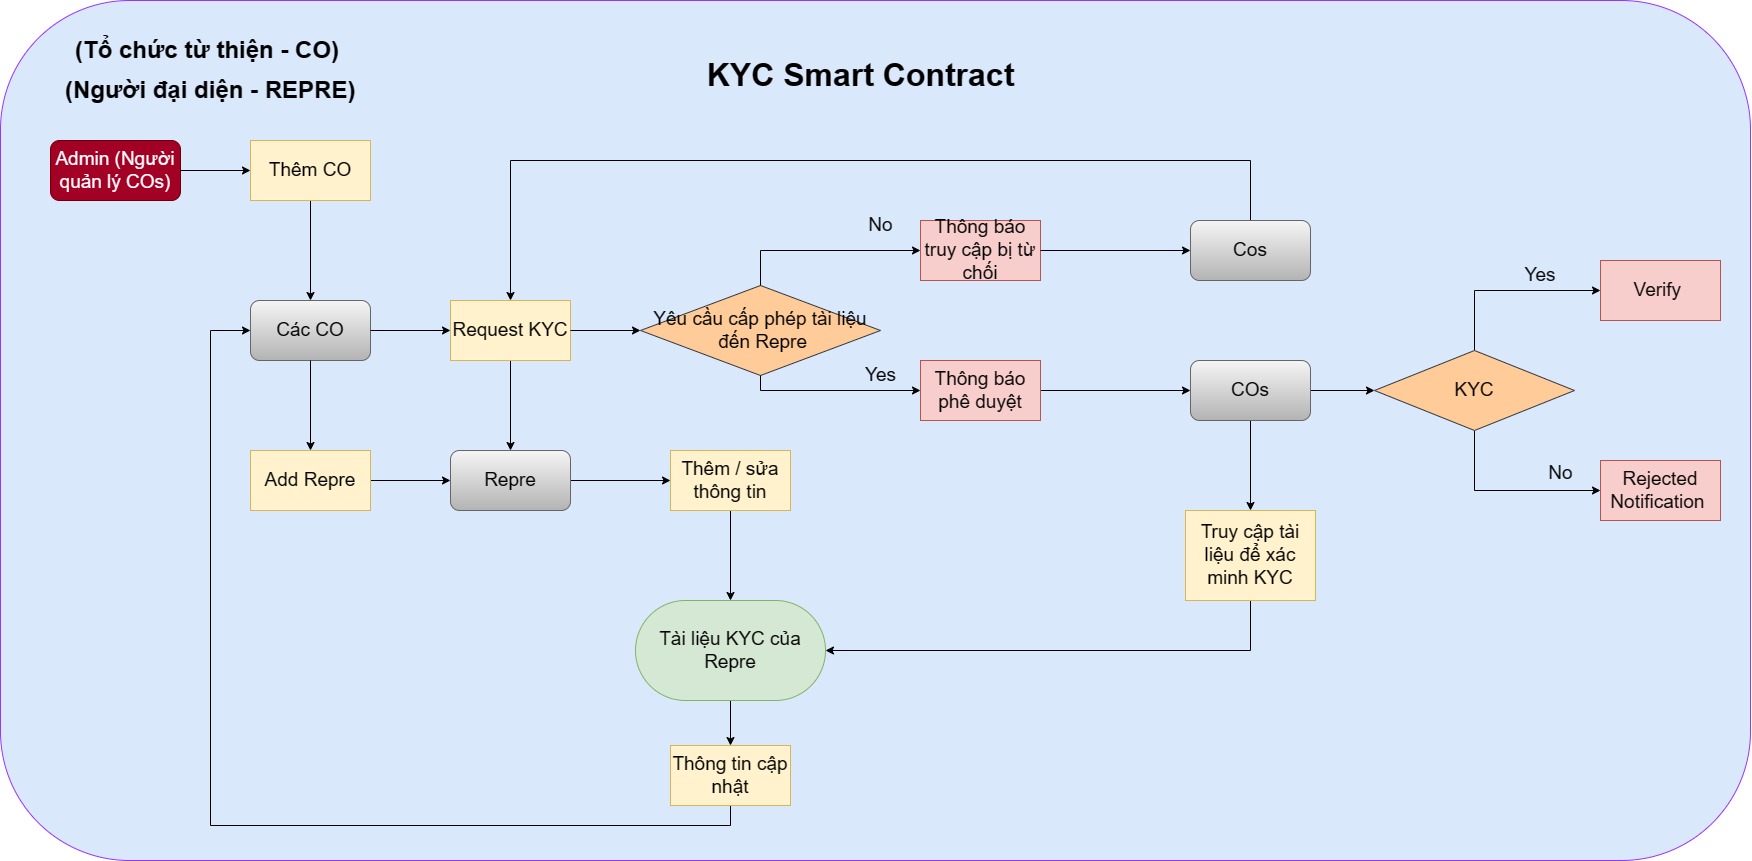 (Tổ chức từ thiện - CO)
(Người đại diện - REPRE)
KYC Smart Contract
Admin (Người
quản lý COs)
Thêm CO
No
Thông báo
truy cập bị từ
chối
Cos
Các CO
Request KYC
Yêu cầu cấp phép tài liệu
đến Repre
Yes
Verify
Yes
Thông báo
phê duyệt
COs
KYC
No
Rejected
Notification
Add Repre
Repre
Thêm / sửa
thông tin
Truy cập tài
liệu để xác
minh KYC
Tài liệu KYC của
Repre
Thông tin cập
nhật